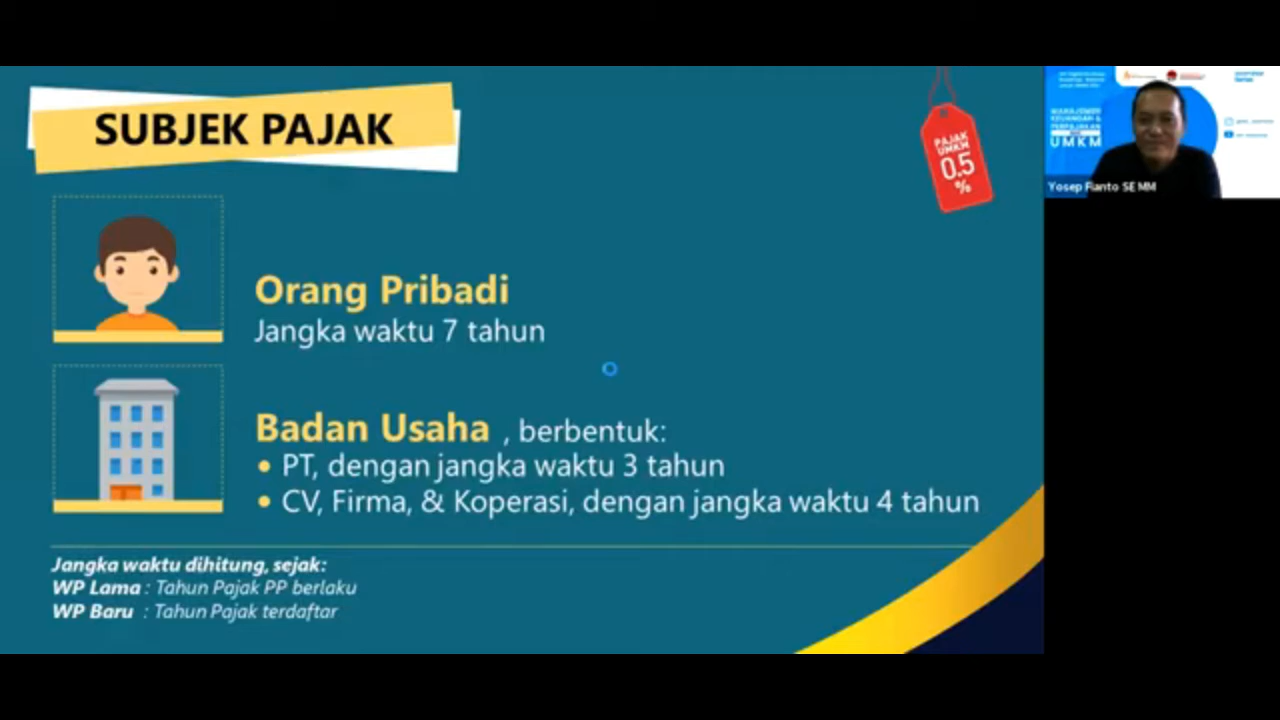 SUBJEK PAJAK
PAJAK
UMKM
0.5
%
Orang Pribadi
Jangka waktu 7 tahun
Badan Usaha , berbentuk:
• PT, dengan jangka waktu 3 tahun
• CV, Firma, & Koperasi, dengan jangka waktu 4 tahun
Jangka waktu dihitung, sejak:
WP Lama : Tahun Pajak PP berlaku
WP Baru : Tahun Pajak terdaftar
MANAJEMEN
KEUANGAN &
PERPAJAKAN
UMKM
Yosep Fianto SE MM